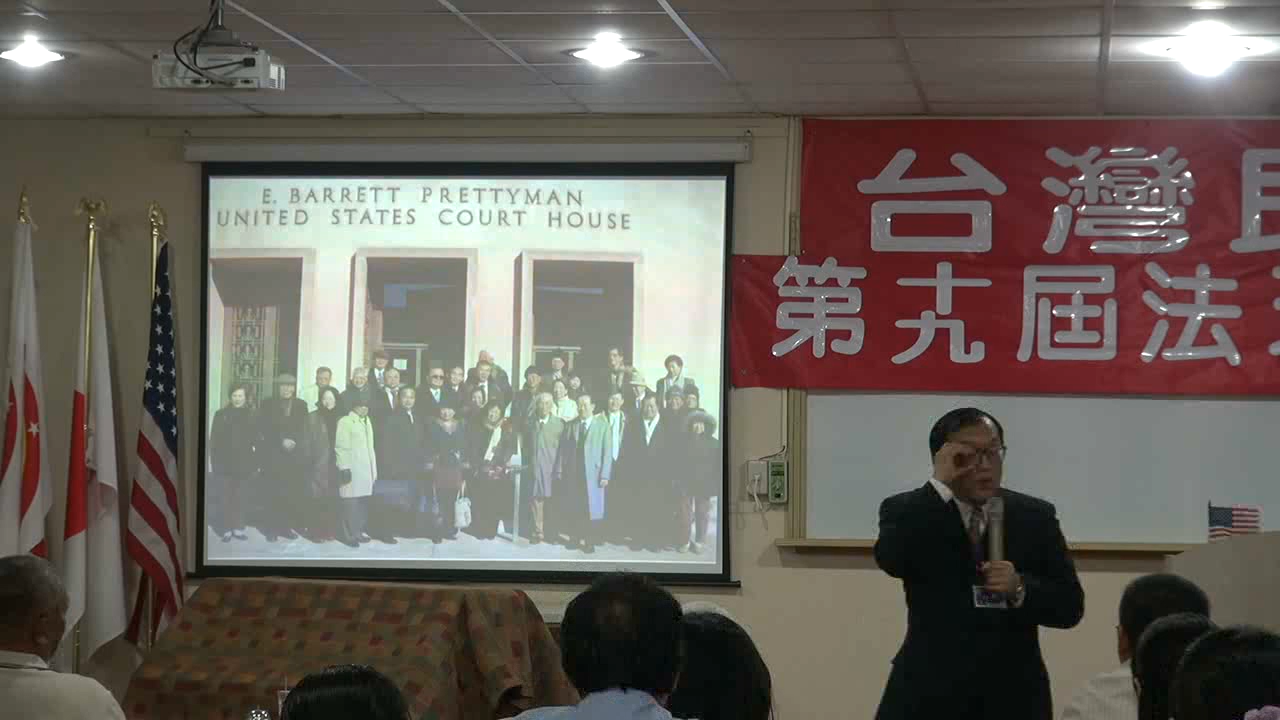 E. BARRETT PRETTYMAN
UNITED STATES COURT HOUSE
台灣
第九屆法